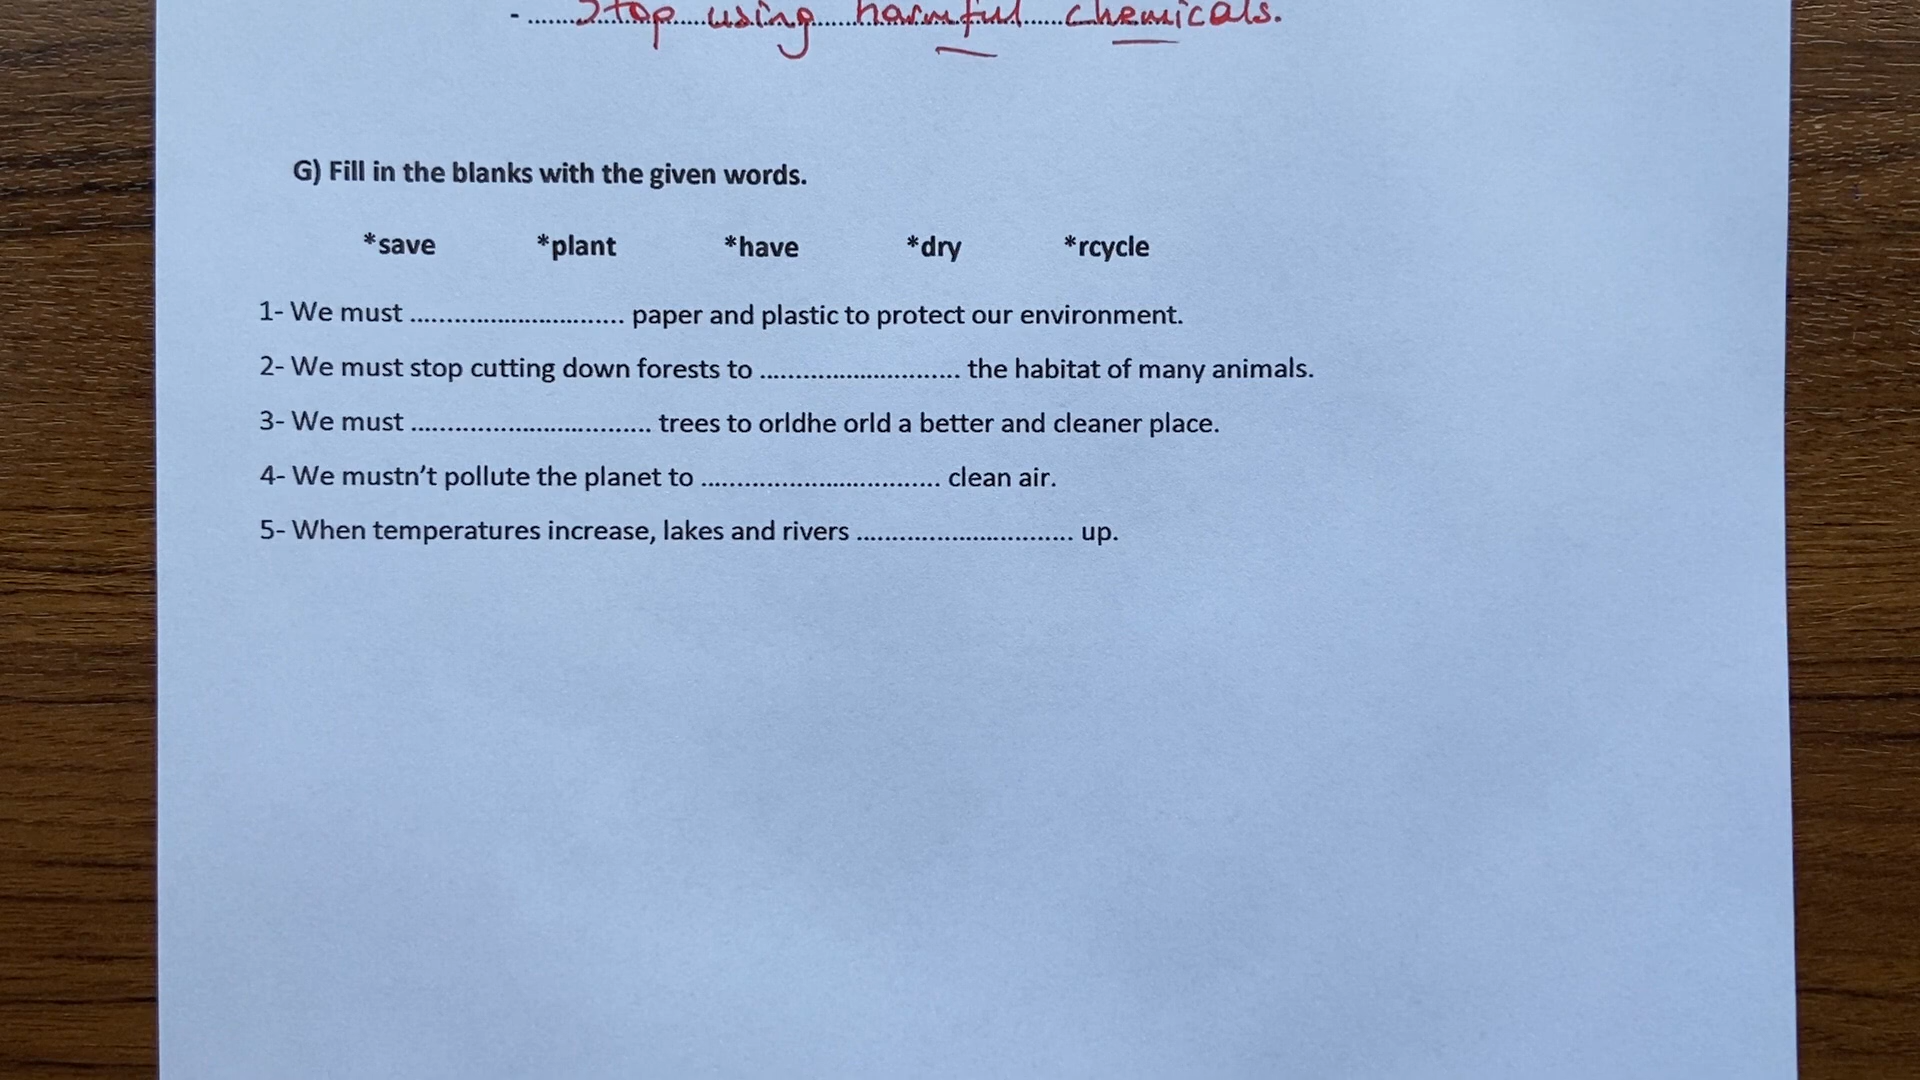 - ........Stop.....using.....harmful......chemicals.
G) Fill in the blanks with the given words.
*save *plant *have *dry *rcycle
1- We must .............................. paper and plastic to protect our environment.
2- We must stop cutting down forests to ............................ the habitat of many animals.
3- We must .................................. trees to orldhe orld a better and cleaner place.
4- We mustn’t pollute the planet to .................................. clean air.
5- When temperatures increase, lakes and rivers .............................. up.